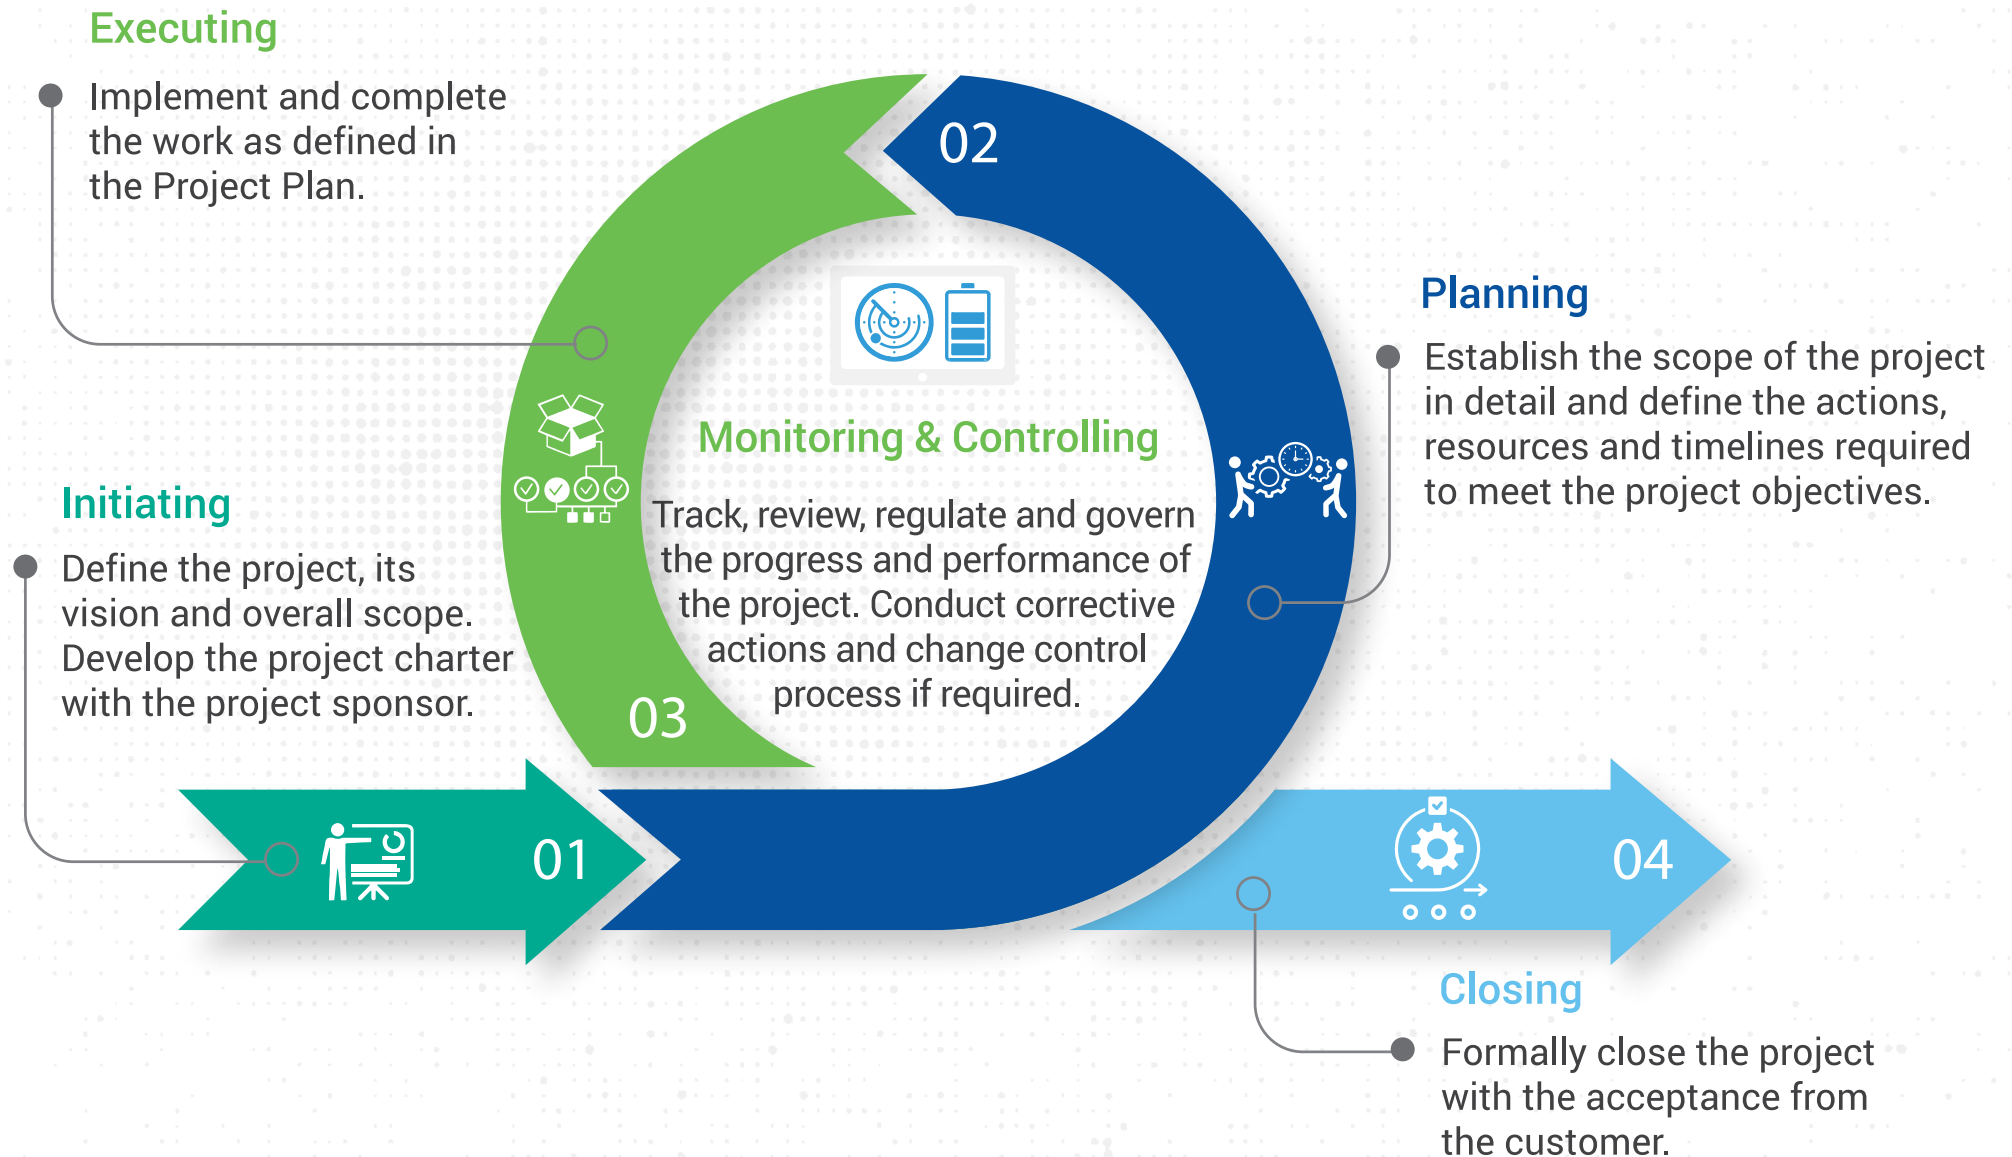 Executing
Implement and complete
the work as defined in
the Project Plan.
02
Planning
Establish the scope of the project
in detail and define the actions,
resources and timelines required
to meet the project objectives.
Monitoring & Controlling
Track, review, regulate and govern
the progress and performance of
the project. Conduct corrective
actions and change control
process if required.
Initiating
Define the project, its
vision and overall scope.
Develop the project charter
with the project sponsor.
03
01
04
Closing
Formally close the project
with the acceptance from
the customer.